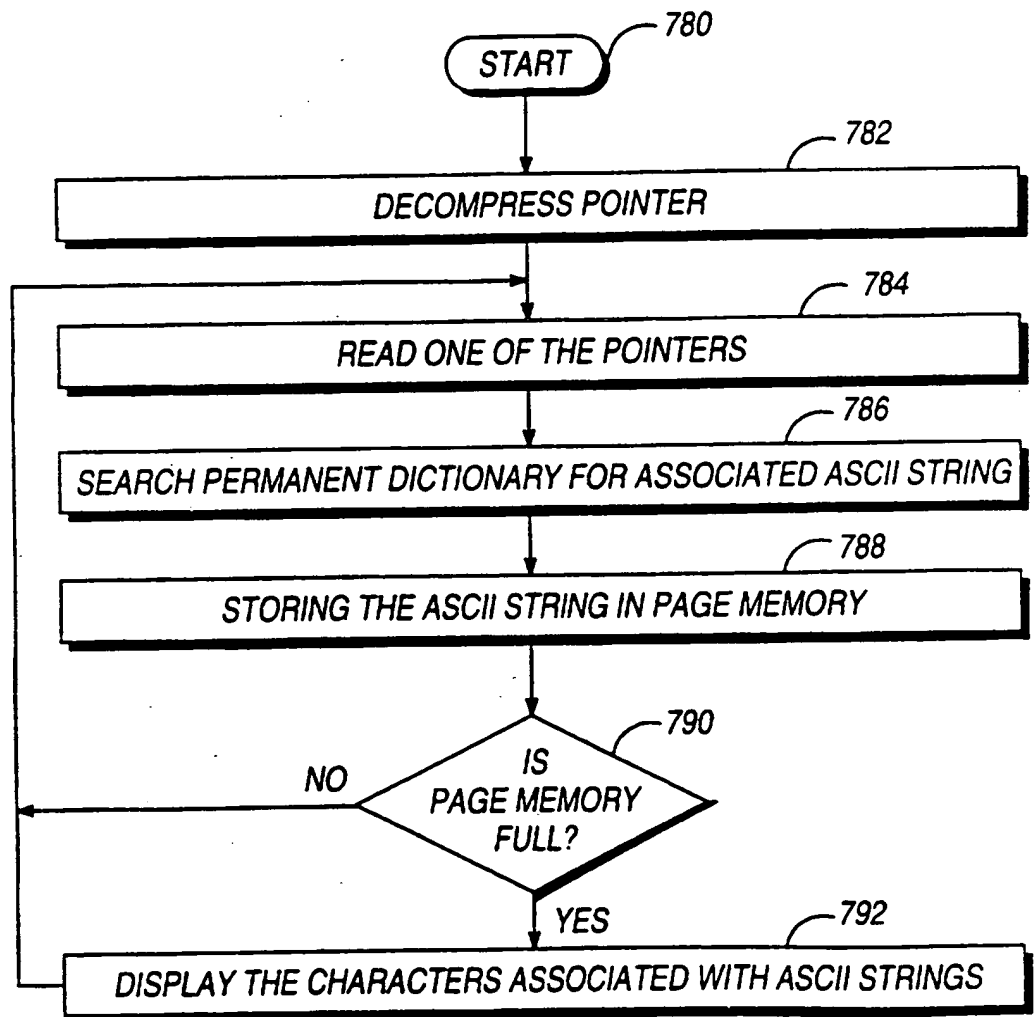 780
START
782
DECOMPRESS POINTER
784
READ ONE OF THE POINTERS
786
SEARCH PERMANENT DICTIONARY FOR ASSOCIATED ASCII STRING
788
STORING THE ASCII STRING IN PAGE MEMORY
790
IS
PAGE MEMORY
FULL?
NO
YES
792
DISPLAY THE CHARACTERS ASSOCIATED WITH ASCII STRINGS